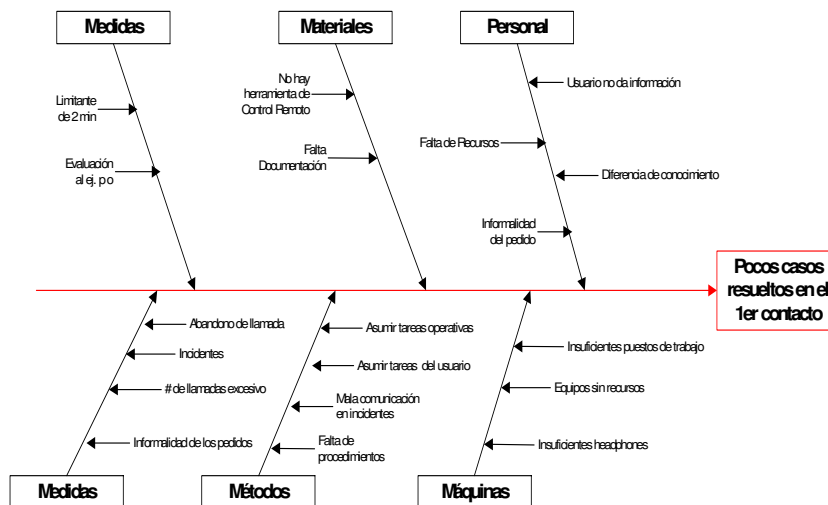 Medidas
Materiales
Personal
Limitante
de 2 min
Evaluación
al ej. po
No hay
herramienta de
Control Remoto
Falta
Documentación
Usuario no da información
Falta de Recursos
Diferencia de conocimiento
Informalidad
del pedido
Pocos casos
resueltos en el
1er contacto
Abandono de llamada
Incidentes
# de llamadas excesivo
Informalidad de los pedidos
Asumir tareas operativas
Asumir tareas del usuario
Mala comunicación
en incidentes
Falta de
procedimientos
Insuficientes puestos de trabajo
Equipos sin recursos
Insuficientes headphones
Medidas
Métodos
Máquinas